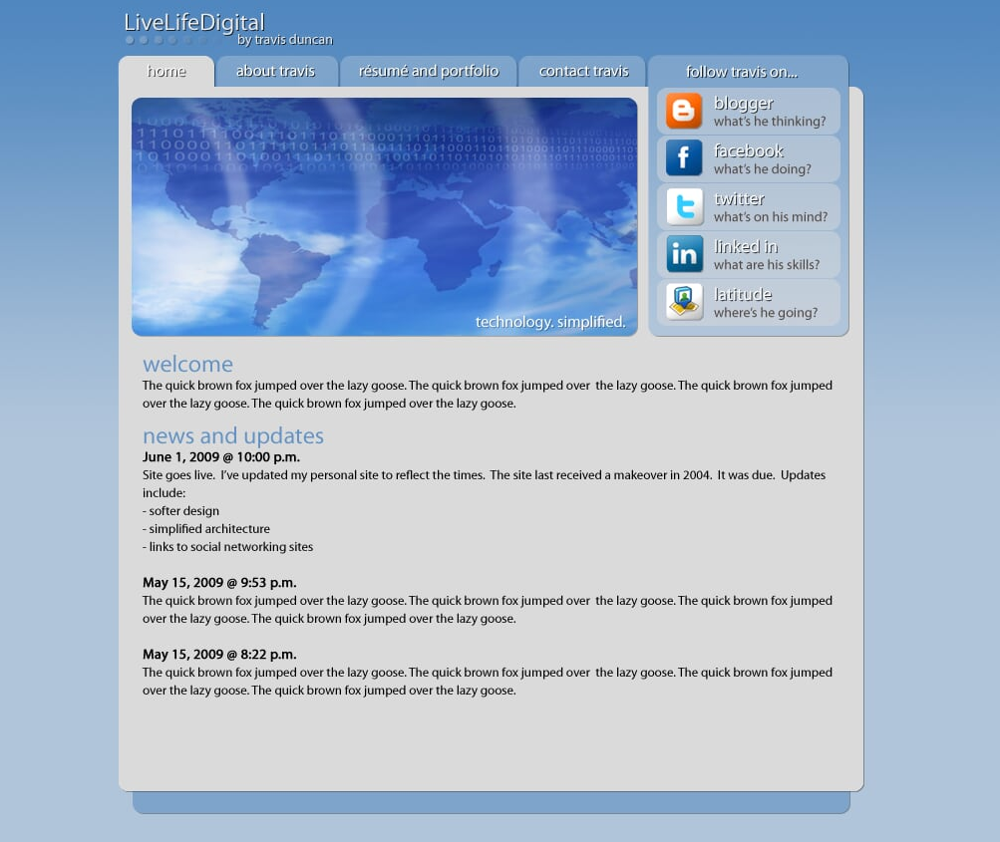 LiveLifeDigital
by travis duncan
home
about travis
résumé and portfolio
contact travis
follow travis on...
blogger
what's he thinking?
facebook
what's he doing?
twitter
what's on his mind?
linked in
what are his skills?
latitude
where's he going?
technology. simplified.
welcome
The quick brown fox jumped over the lazy goose. The quick brown fox jumped over the lazy goose. The quick brown fox jumped
over the lazy goose. The quick brown fox jumped over the lazy goose.
news and updates
June 1, 2009 @ 10:00 p.m.
Site goes live. I've updated my personal site to reflect the times. The site last received a makeover in 2004. It was due. Updates
include:
- softer design
- simplified architecture
- links to social networking sites
May 15, 2009 @ 9:53 p.m.
The quick brown fox jumped over the lazy goose. The quick brown fox jumped over the lazy goose. The quick brown fox jumped
over the lazy goose. The quick brown fox jumped over the lazy goose.
May 15, 2009 @ 8:22 p.m.
The quick brown fox jumped over the lazy goose. The quick brown fox jumped over the lazy goose. The quick brown fox jumped
over the lazy goose. The quick brown fox jumped over the lazy goose.